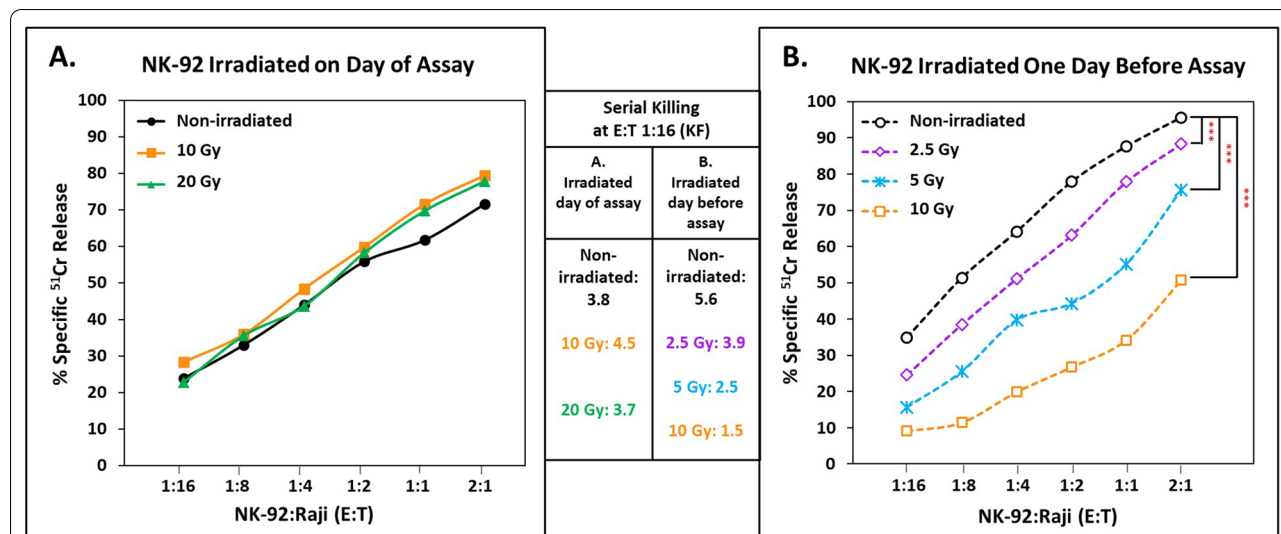 A.
NK-92 Irradiated on Day of Assay
% Specific ⁵¹Cr Release
100
90
80
70
60
50
40
30
20
10
0
Non-irradiated
10 Gy
20 Gy
1:16 1:8 1:4 1:2 1:1 2:1
NK-92:Raji (E:T)
Serial Killing
at E:T 1:16 (KF)
A.
Irradiated
day of assay
B.
Irradiated
day before
assay
Non-
irradiated:
3.8
10 Gy: 4.5
20 Gy: 3.7
Non-
irradiated:
5.6
2.5 Gy: 3.9
5 Gy: 2.5
10 Gy: 1.5
B.
NK-92 Irradiated One Day Before Assay
% Specific ⁵¹Cr Release
100
90
80
70
60
50
40
30
20
10
0
Non-irradiated
2.5 Gy
5 Gy
10 Gy
***
***
***
1:16 1:8 1:4 1:2 1:1 2:1
NK-92:Raji (E:T)